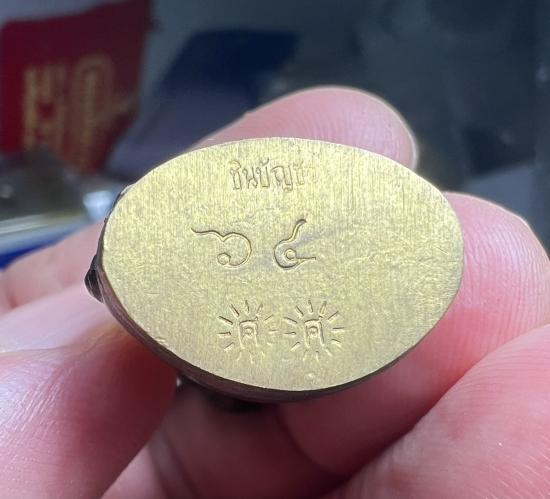 ชินบัญชร
๖ ๔
ศ ศ